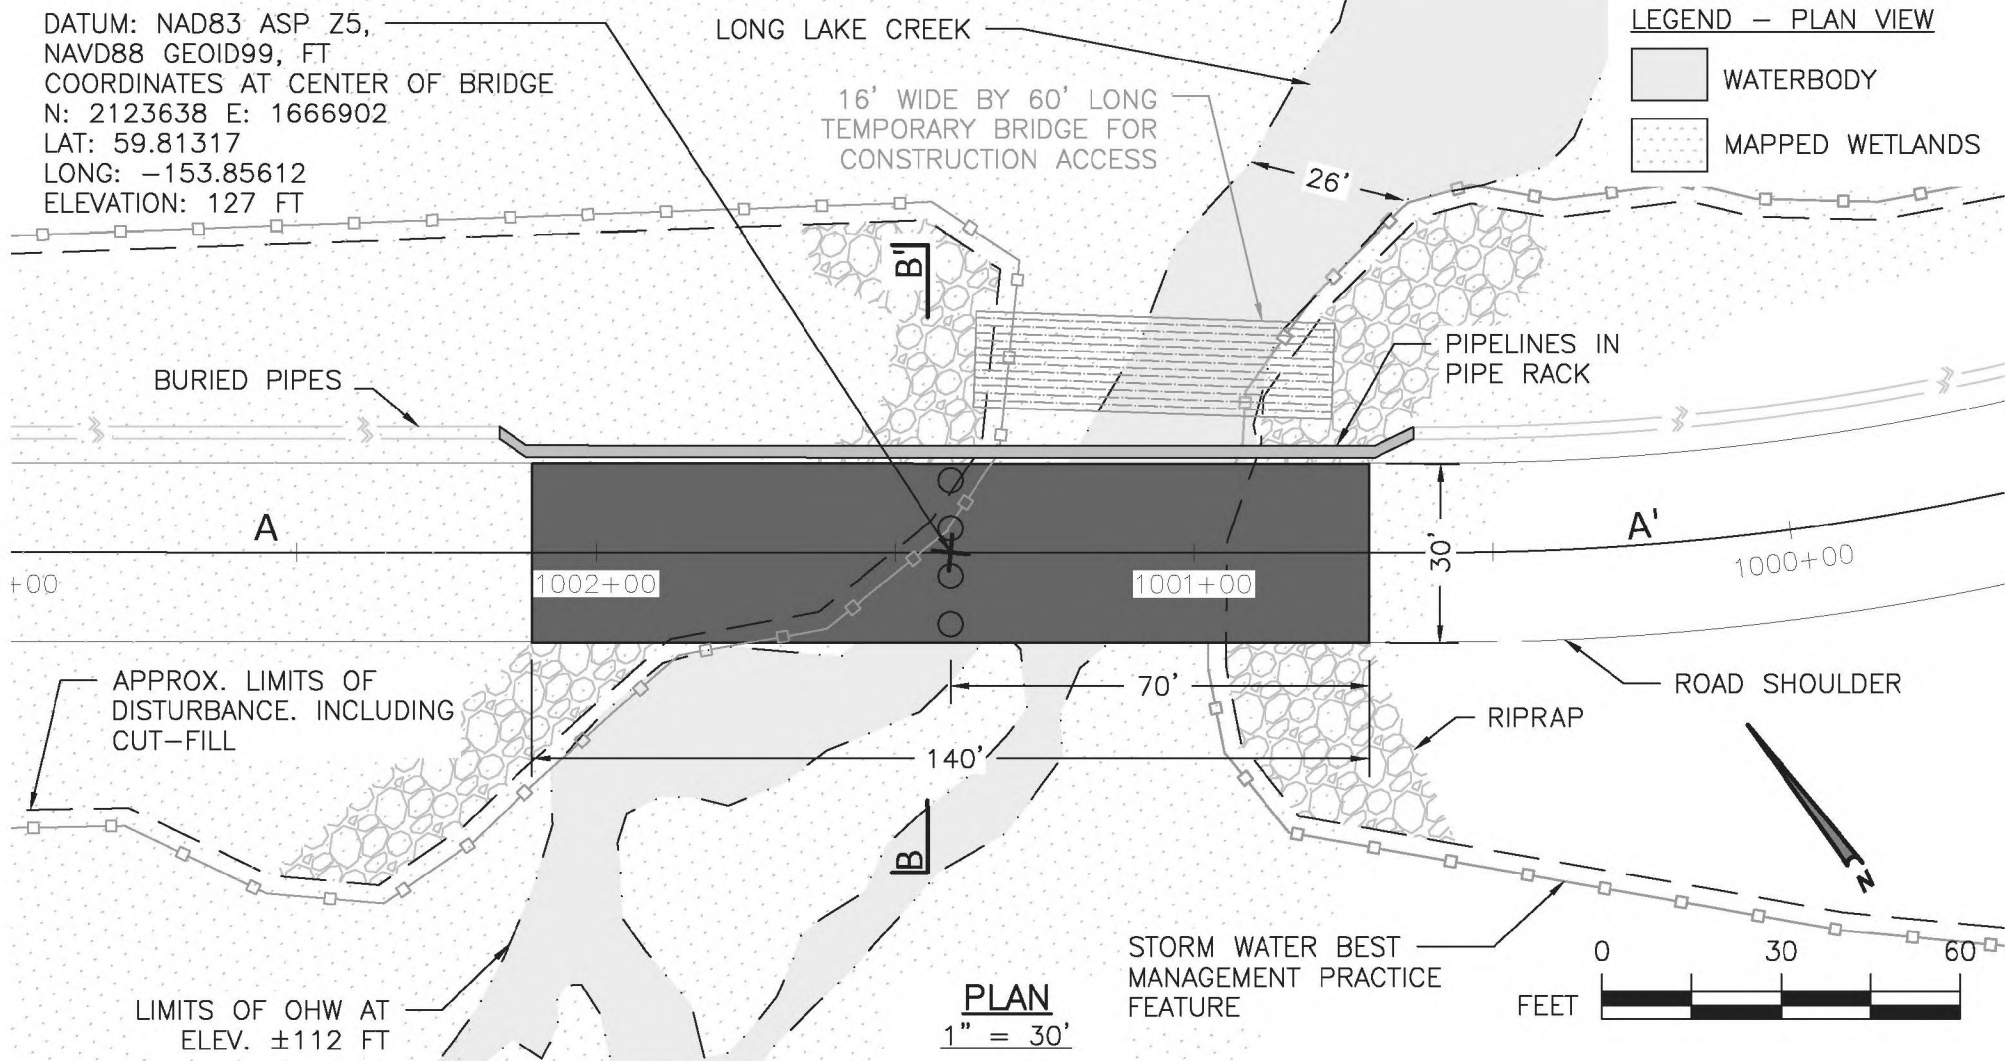 DATUM: NAD83 ASP Z5,
NAVD88 GEOID99, FT
COORDINATES AT CENTER OF BRIDGE
N: 2123638 E: 1666902
LAT: 59.81317
LONG: −153.85612
ELEVATION: 127 FT
LONG LAKE CREEK
16' WIDE BY 60' LONG
TEMPORARY BRIDGE FOR
CONSTRUCTION ACCESS
LEGEND − PLAN VIEW
WATERBODY
MAPPED WETLANDS
26'
B'
BURIED PIPES
PIPELINES IN
PIPE RACK
A
A'
30'
+00
1002+00
1001+00
1000+00
APPROX. LIMITS OF
DISTURBANCE. INCLUDING
CUT−FILL
70'
ROAD SHOULDER
RIPRAP
140'
B
N
LIMITS OF OHW AT
ELEV. ±112 FT
PLAN
1" = 30'
STORM WATER BEST
MANAGEMENT PRACTICE
FEATURE
0 30 60
FEET